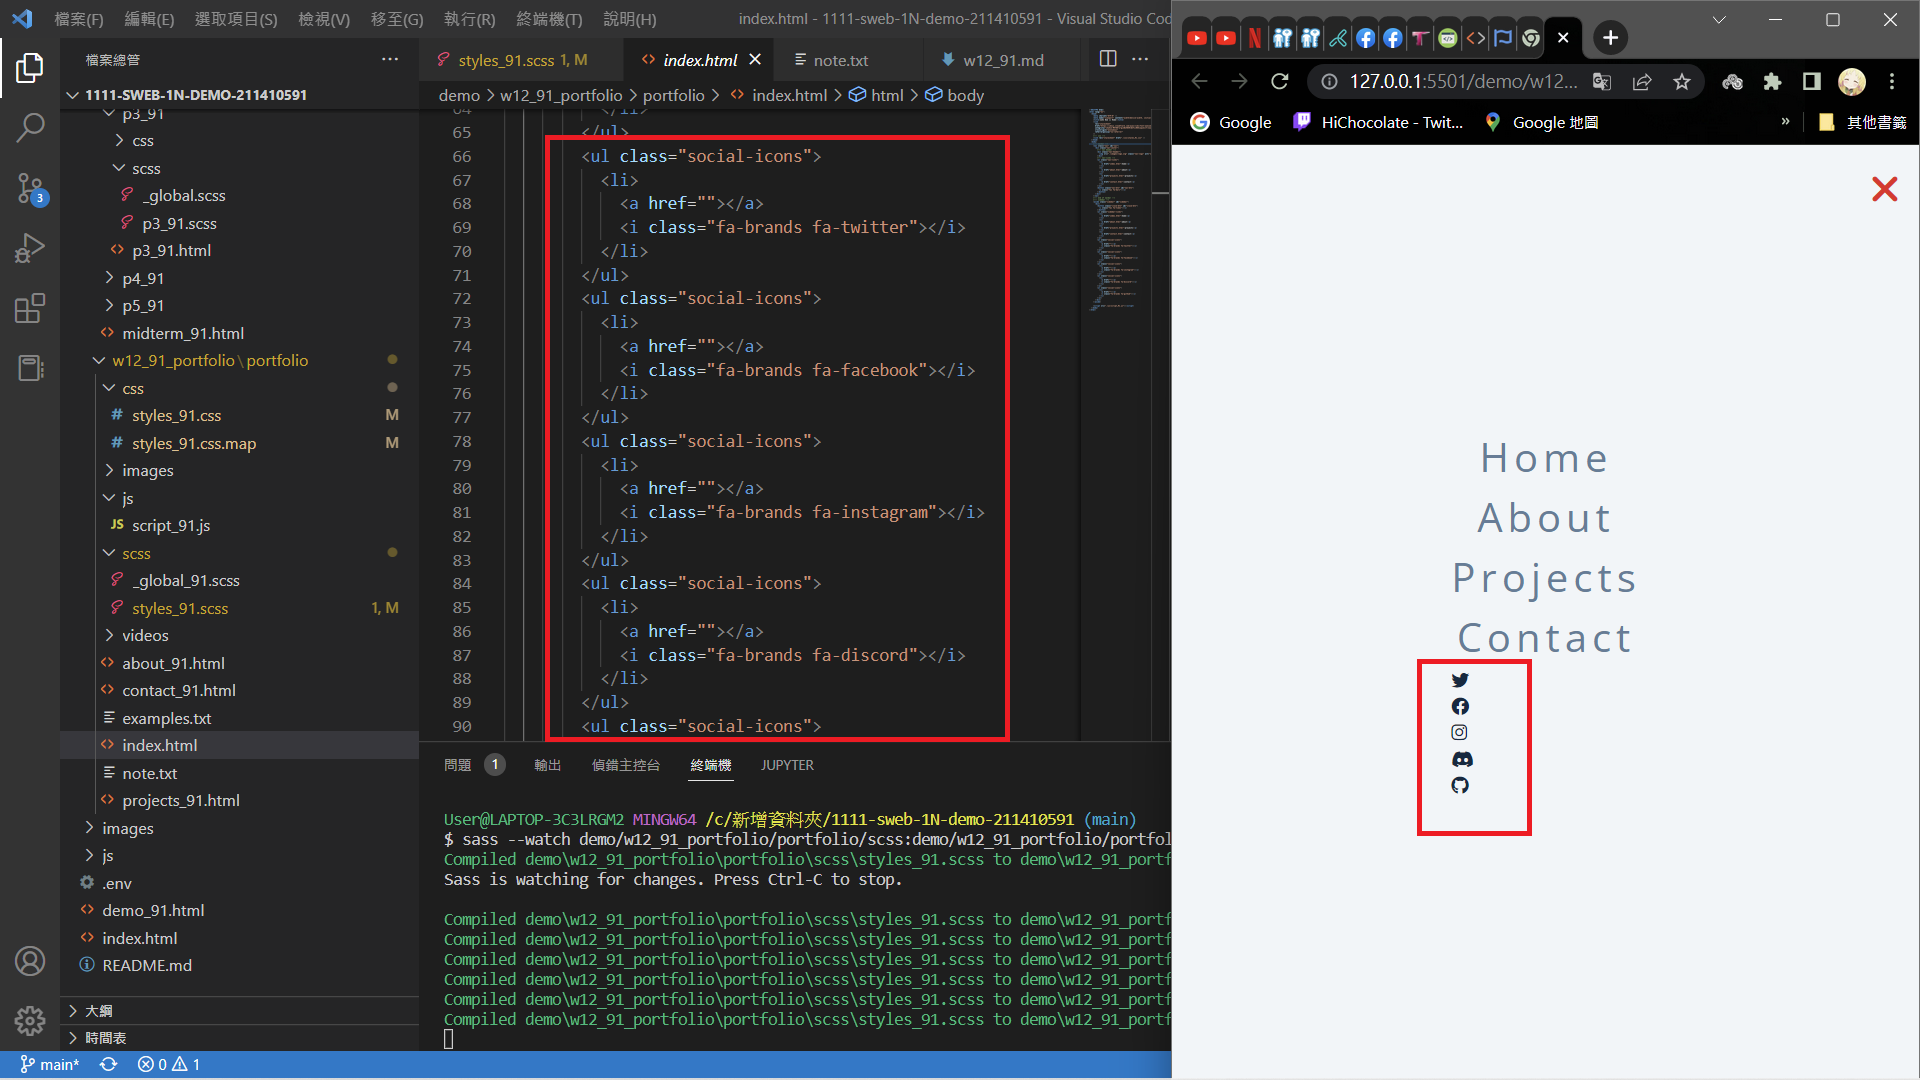 檔案(F) 編輯(E) 選取項目(S) 檢視(V) 移至(G) 執行(R) 終端機(T) 說明(H) index.html - 1111-sweb-1N-demo-211410591 - Visual Studio Cod
檔案總管
1111-SWEB-1N-DEMO-211410591
p3_91
css
scss
_global.scss
p3_91.scss
p3_91.html
p4_91
p5_91
midterm_91.html
w12_91_portfolio\portfolio
css
# styles_91.css M
# styles_91.css.map M
images
js
JS script_91.js
scss
_global_91.scss
styles_91.scss 1, M
videos
about_91.html
contact_91.html
examples.txt
index.html
note.txt
projects_91.html
images
js
.env
demo_91.html
index.html
README.md
大綱
時間表
3
main* 0 1
styles_91.scss 1, M index.html note.txt w12_91.md
demo > w12_91_portfolio > portfolio > index.html > html > body
64 </li>
65 </ul>
66 <ul class="social-icons">
67 <li>
68 <a href=""></a>
69 <i class="fa-brands fa-twitter"></i>
70 </li>
71 </ul>
72 <ul class="social-icons">
73 <li>
74 <a href=""></a>
75 <i class="fa-brands fa-facebook"></i>
76 </li>
77 </ul>
78 <ul class="social-icons">
79 <li>
80 <a href=""></a>
81 <i class="fa-brands fa-instagram"></i>
82 </li>
83 </ul>
84 <ul class="social-icons">
85 <li>
86 <a href=""></a>
87 <i class="fa-brands fa-discord"></i>
88 </li>
89 </ul>
90 <ul class="social-icons">
問題 1 輸出 偵錯主控台 終端機 JUPYTER
User@LAPTOP-3C3LRGM2 MINGW64 /c/新增資料夾/1111-sweb-1N-demo-211410591 (main)
$ sass --watch demo/w12_91_portfolio/portfolio/scss:demo/w12_91_portfolio/portfol
Compiled demo\w12_91_portfolio\portfolio\scss\styles_91.scss to demo\w12_91_portf
Sass is watching for changes. Press Ctrl-C to stop.
Compiled demo\w12_91_portfolio\portfolio\scss\styles_91.scss to demo\w12_91_portf
Compiled demo\w12_91_portfolio\portfolio\scss\styles_91.scss to demo\w12_91_portf
Compiled demo\w12_91_portfolio\portfolio\scss\styles_91.scss to demo\w12_91_portf
Compiled demo\w12_91_portfolio\portfolio\scss\styles_91.scss to demo\w12_91_portf
Compiled demo\w12_91_portfolio\portfolio\scss\styles_91.scss to demo\w12_91_portf
Compiled demo\w12_91_portfolio\portfolio\scss\styles_91.scss to demo\w12_91_portf
127.0.0.1:5501/demo/w12...
Google HiChocolate - Twit... Google 地圖 » 其他書籤
Home
About
Projects
Contact